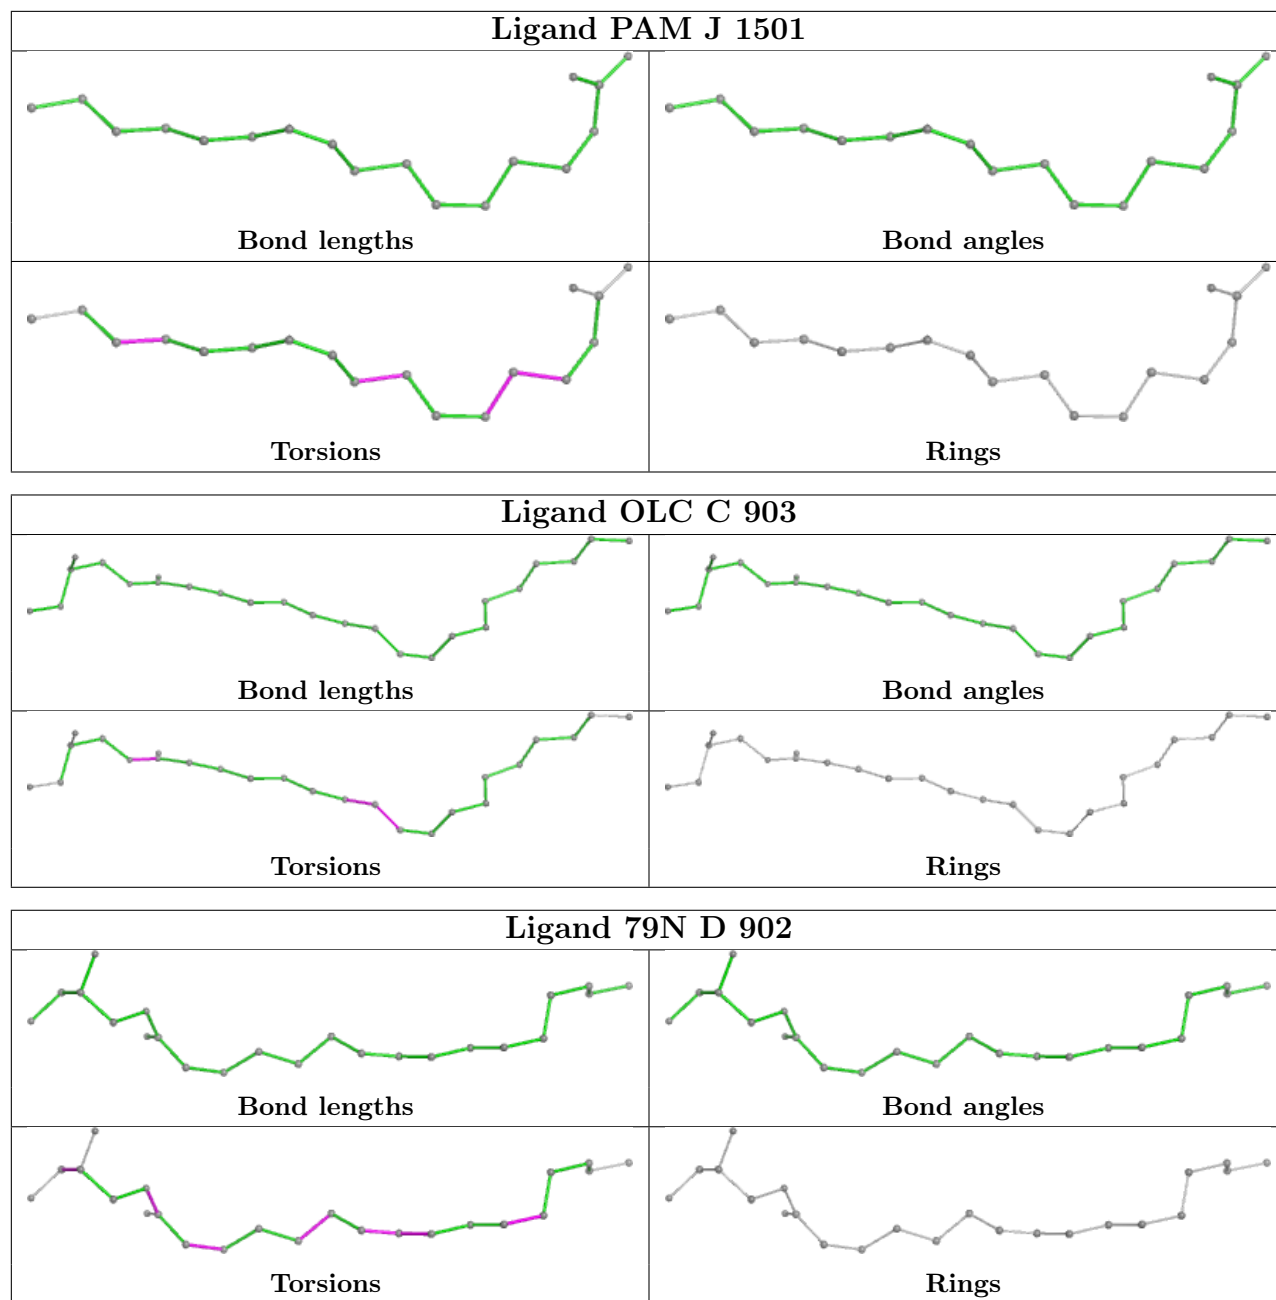 Ligand PAM J 1501
Bond lengths
Bond angles
Torsions
Rings
Ligand OLC C 903
Bond lengths
Bond angles
Torsions
Rings
Ligand 79N D 902
Bond lengths
Bond angles
Torsions
Rings